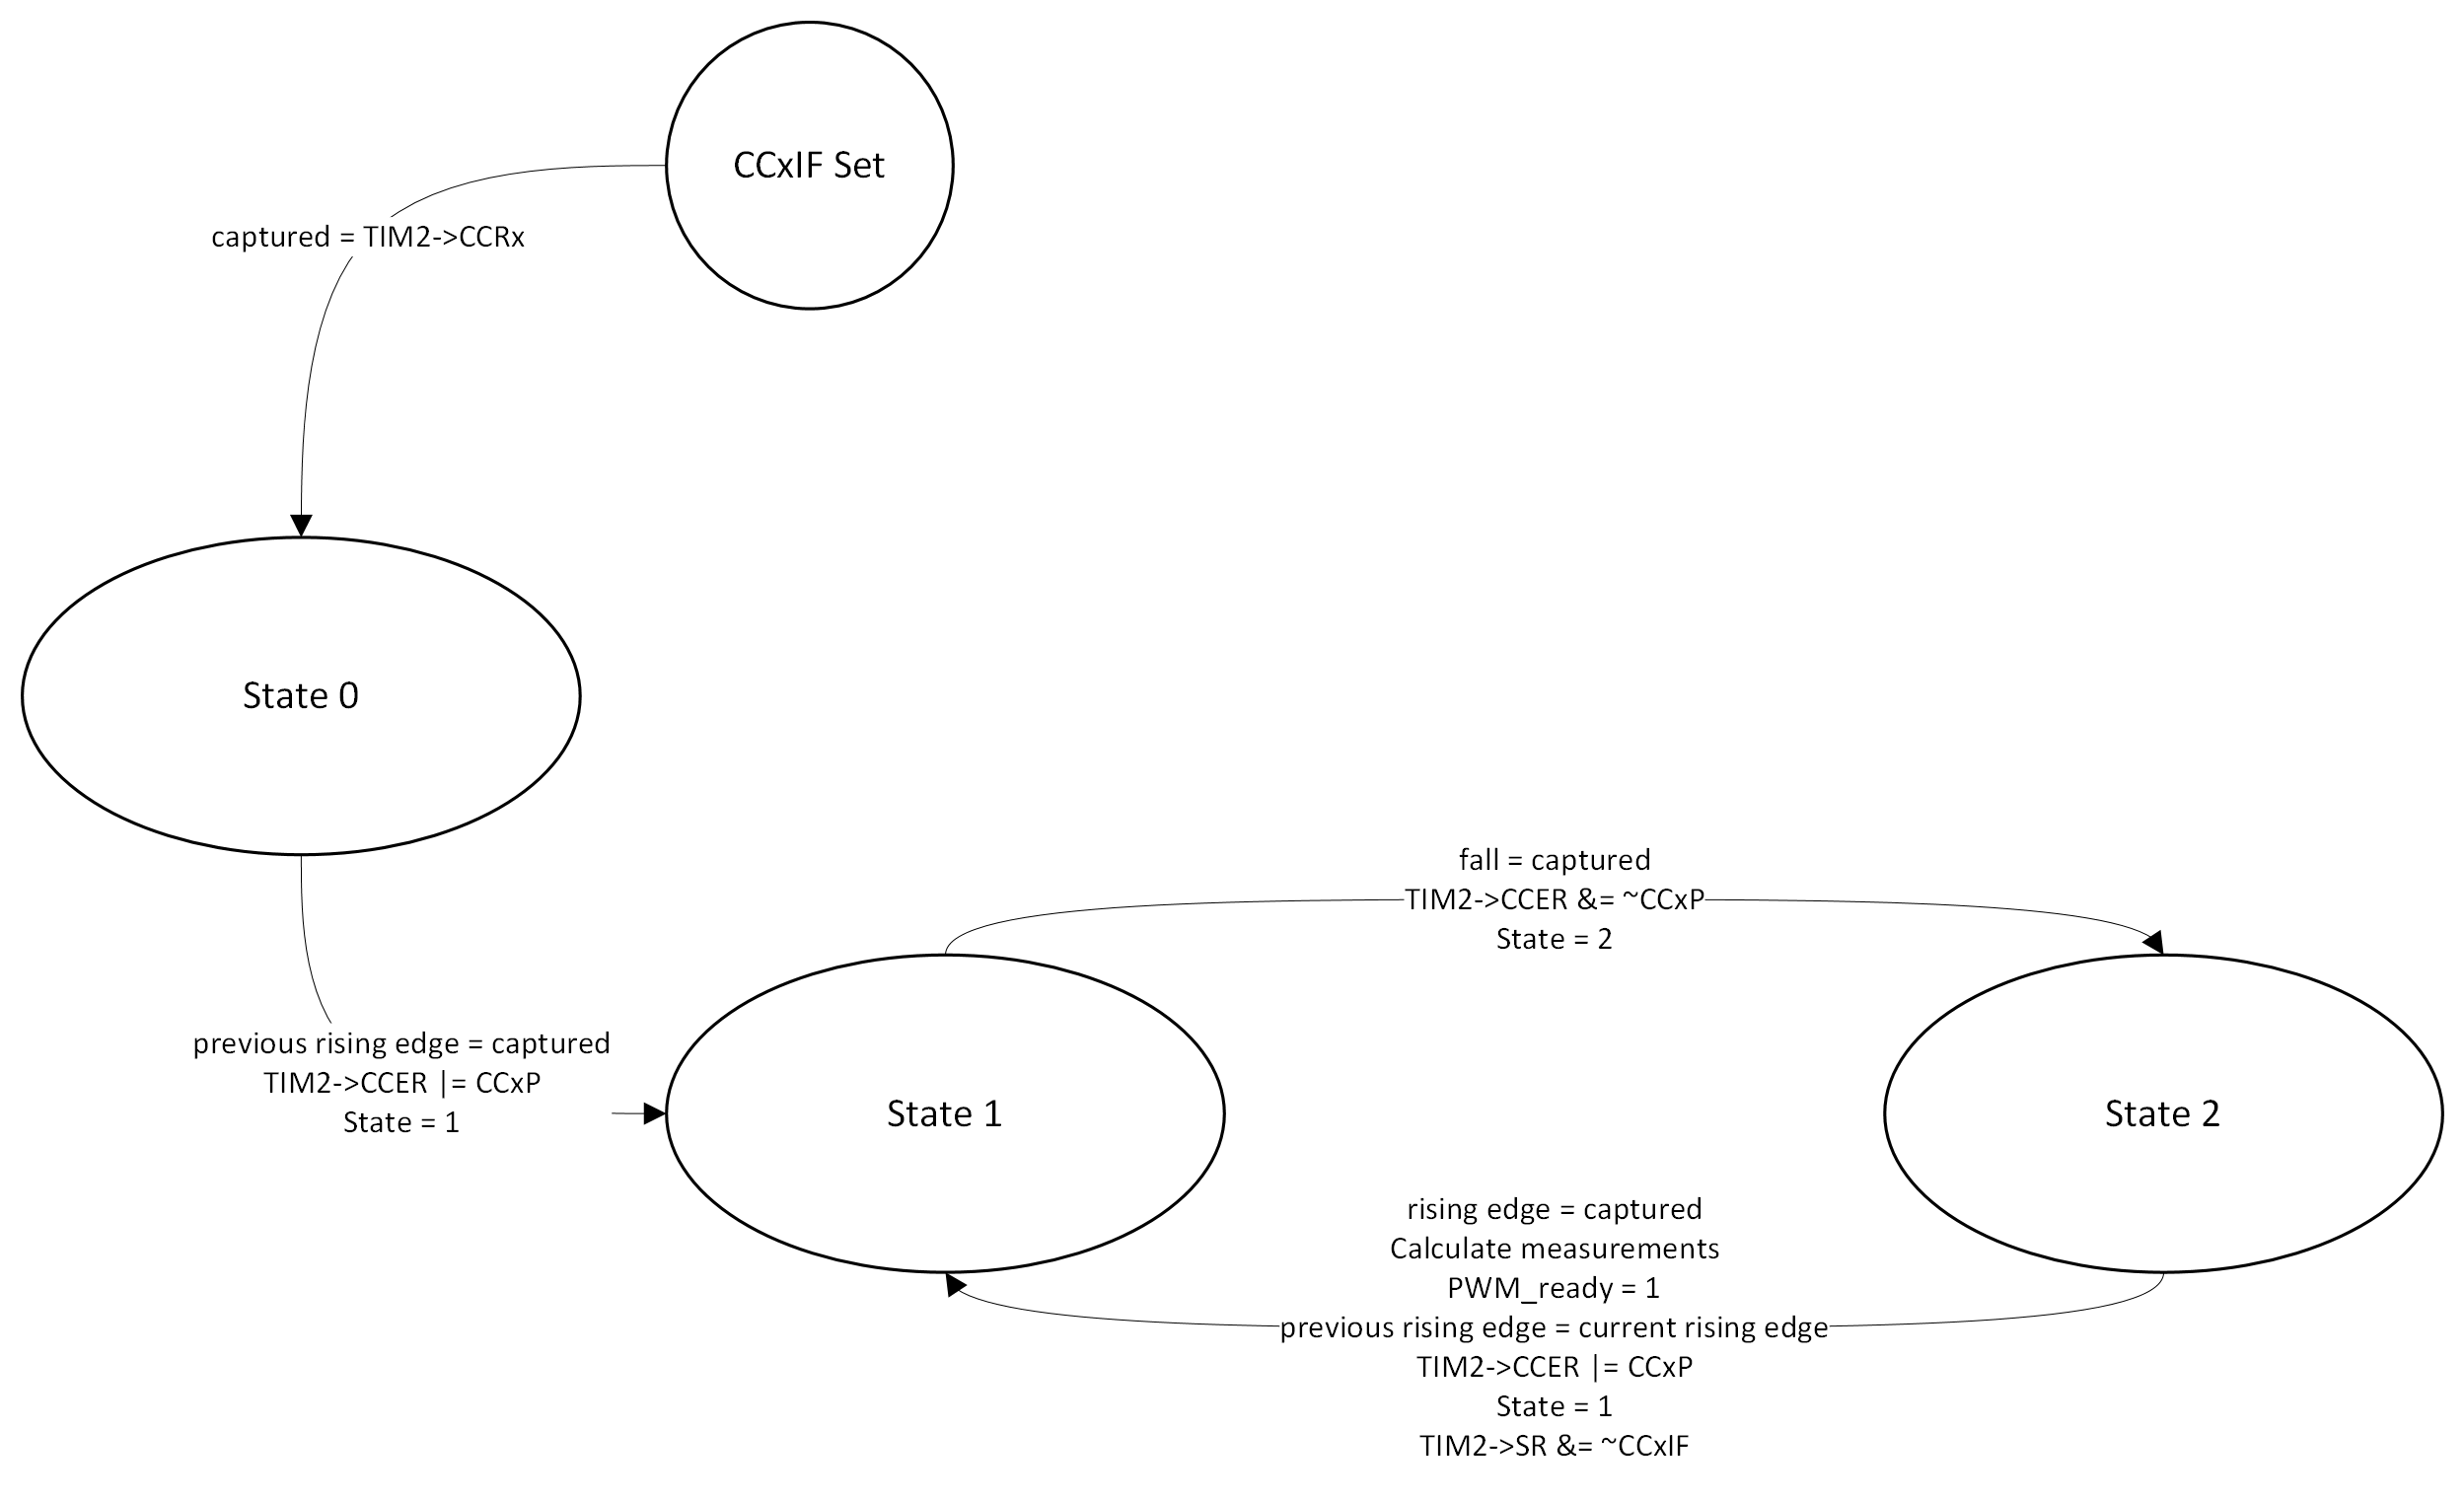 CCxIF Set
captured = TIM2->CCRx
State 0
previous rising edge = captured
TIM2->CCER |= CCxP
State = 1
State 1
fall = captured
TIM2->CCER &= ~CCxP
State = 2
State 2
rising edge = captured
Calculate measurements
PWM_ready = 1
previous rising edge = current rising edge
TIM2->CCER |= CCxP
State = 1
TIM2->SR &= ~CCxIF